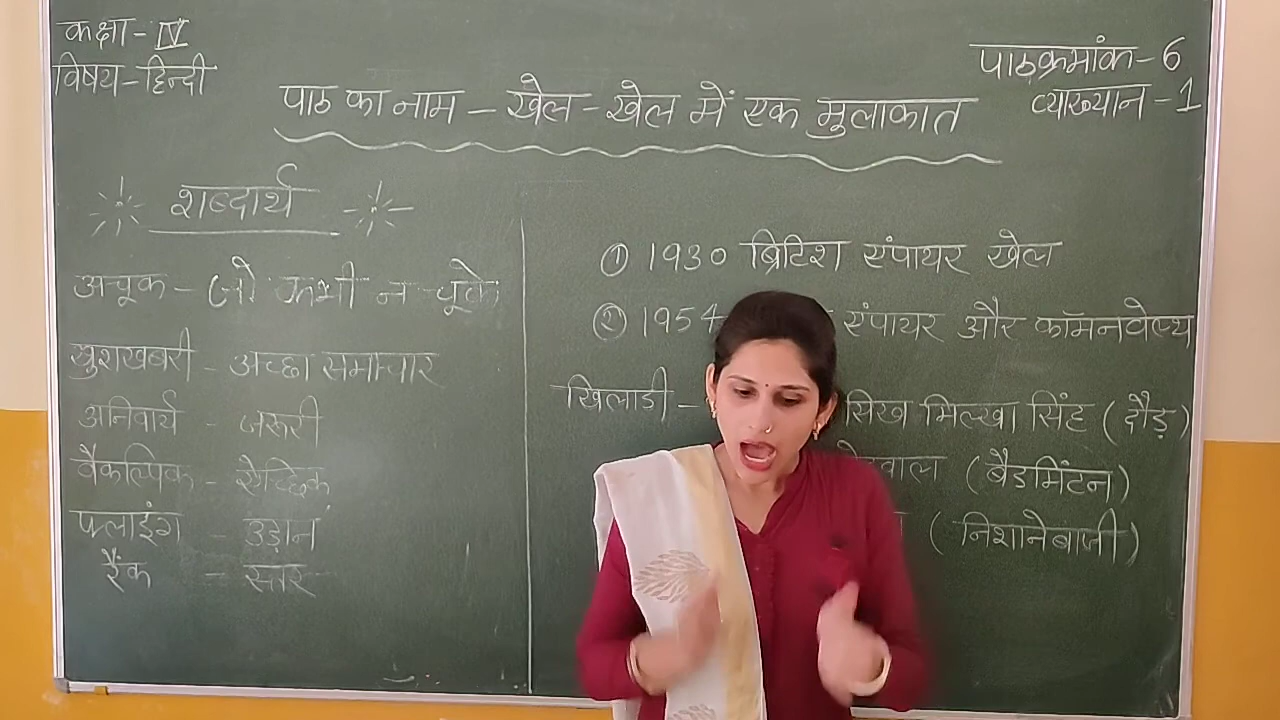 कक्षा - IV
विषय - हिन्दी
पाठक्रमांक - 6
व्याख्यान - 1
पाठ का नाम - खेल - खेल में एक मुलाकात
शब्दार्थ
अचूक - जो कभी न चूके
खुशखबरी - अच्छा समाचार
अनिवार्य - जरूरी
वैकल्पिक - ऐच्छिक
फ्लाइंग - उड़ान
रैंक - स्तर
① 1930 ब्रिटिश एंपायर खेल
② 1954 एंपायर और कॉमनवेल्थ
खिलाडी - सिख मिल्खा सिंह (दौड़)
(बैडमिंटन)
(निशानेबाजी)